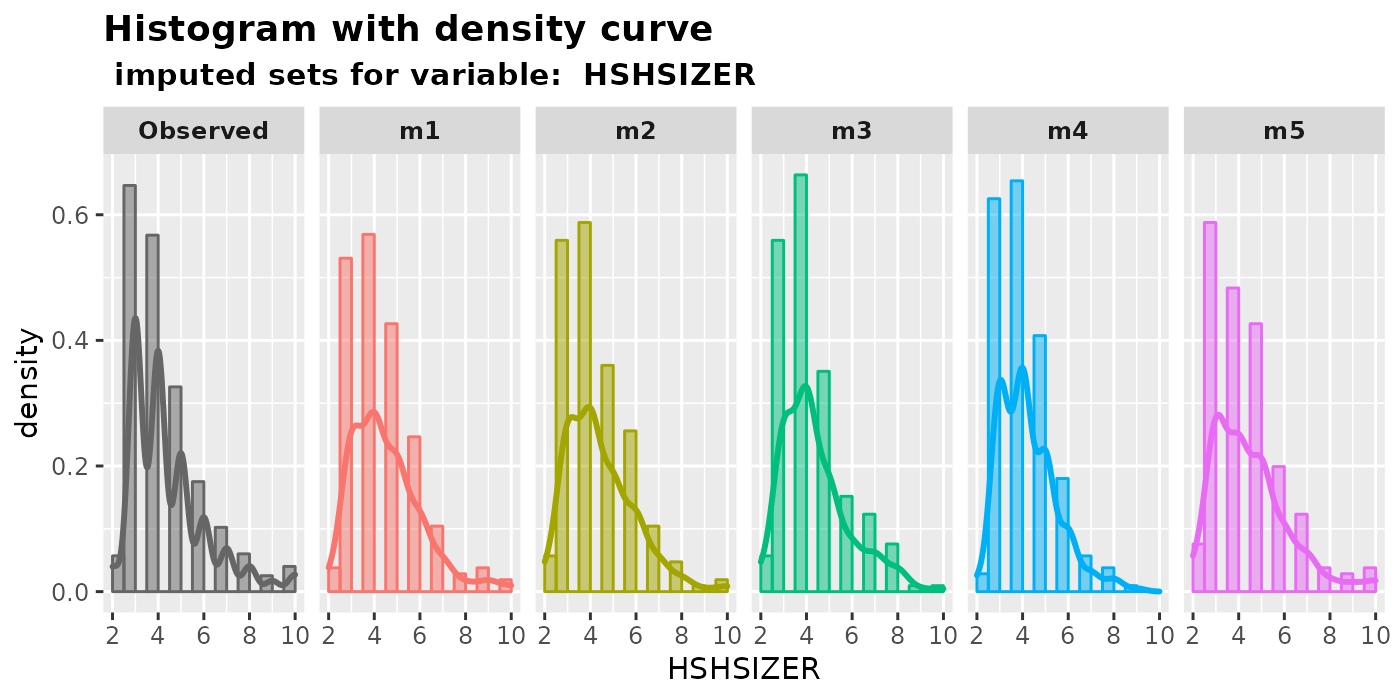 Histogram with density curve
imputed sets for variable:  HSHSIZER
Observed m1 m2 m3 m4 m5
density
0.6
0.4
0.2
0.0
2 4 6 8 10 2 4 6 8 10 2 4 6 8 10 2 4 6 8 10 2 4 6 8 10 2 4 6 8 10
HSHSIZER